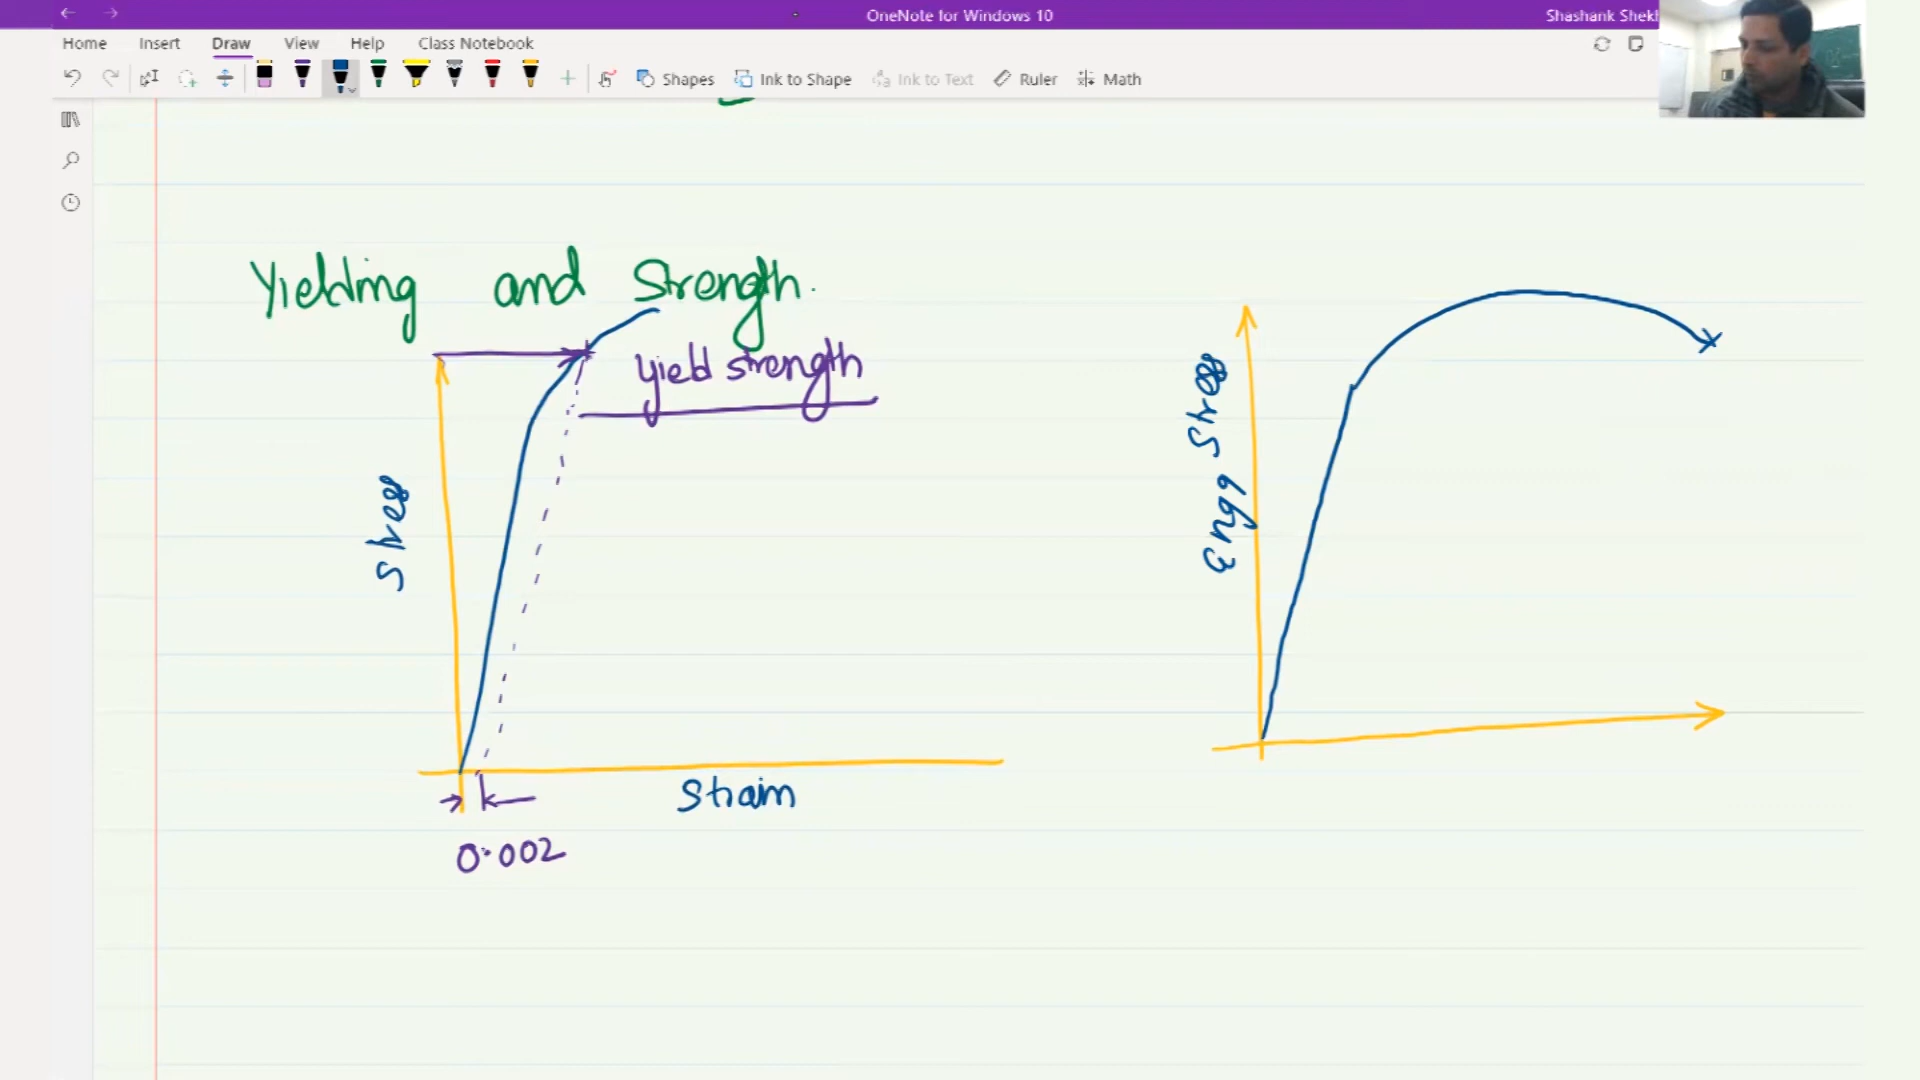 OneNote for Windows 10
Shashank Shekh
Home Insert Draw View Help Class Notebook
Shapes Ink to Shape Ink to Text Ruler Math
Yielding and Strength.
yield strength
Stress
Engg Stress
Strain
0.002